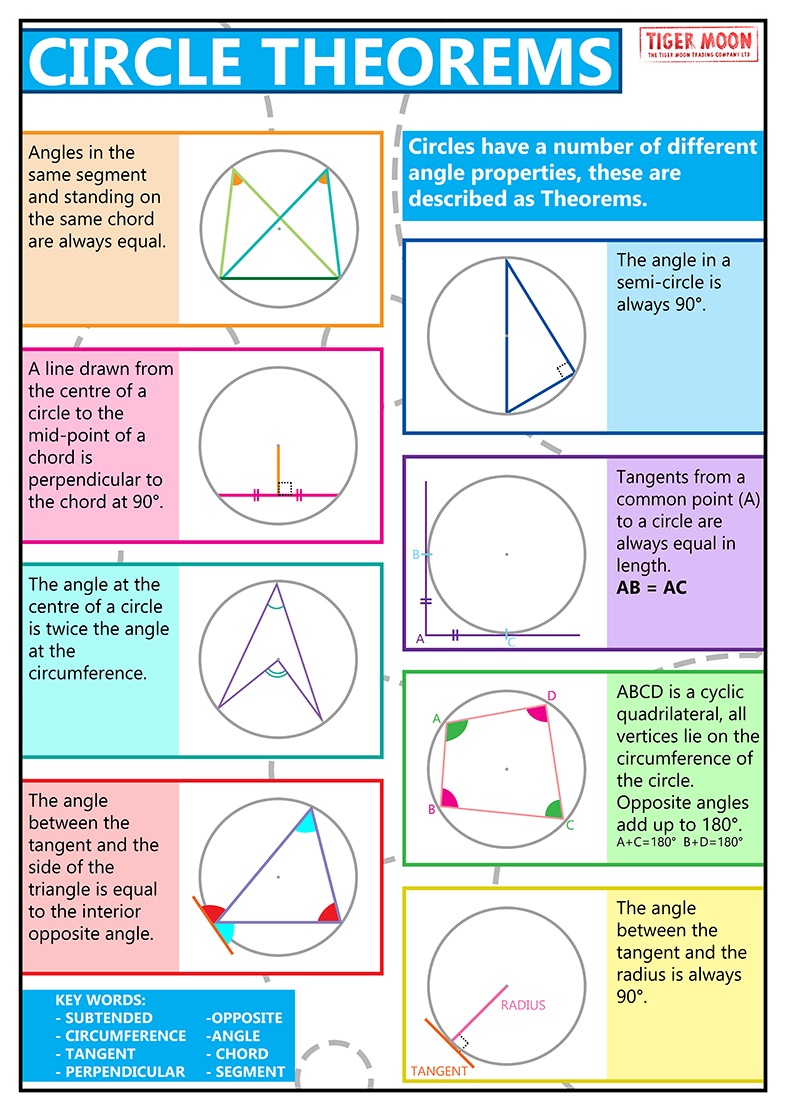 CIRCLE THEOREMS
TIGER MOON
THE TIGER MOON TRADING COMPANY LTD
Angles in the
same segment
and standing on
the same chord
are always equal.
Circles have a number of different
angle properties, these are
described as Theorems.
The angle in a
semi-circle is
always 90°.
A line drawn from
the centre of a
circle to the
mid-point of a
chord is
perpendicular to
the chord at 90°.
Tangents from a
common point (A)
to a circle are
always equal in
length.
AB = AC
B
A
C
The angle at the
centre of a circle
is twice the angle
at the
circumference.
A
D
B
C
ABCD is a cyclic
quadrilateral, all
vertices lie on the
circumference of
the circle.
Opposite angles
add up to 180°.
A+C=180° B+D=180°
The angle
between the
tangent and the
side of the
triangle is equal
to the interior
opposite angle.
RADIUS
TANGENT
The angle
between the
tangent and the
radius is always
90°.
KEY WORDS:
- SUBTENDED -OPPOSITE
- CIRCUMFERENCE -ANGLE
- TANGENT - CHORD
- PERPENDICULAR - SEGMENT